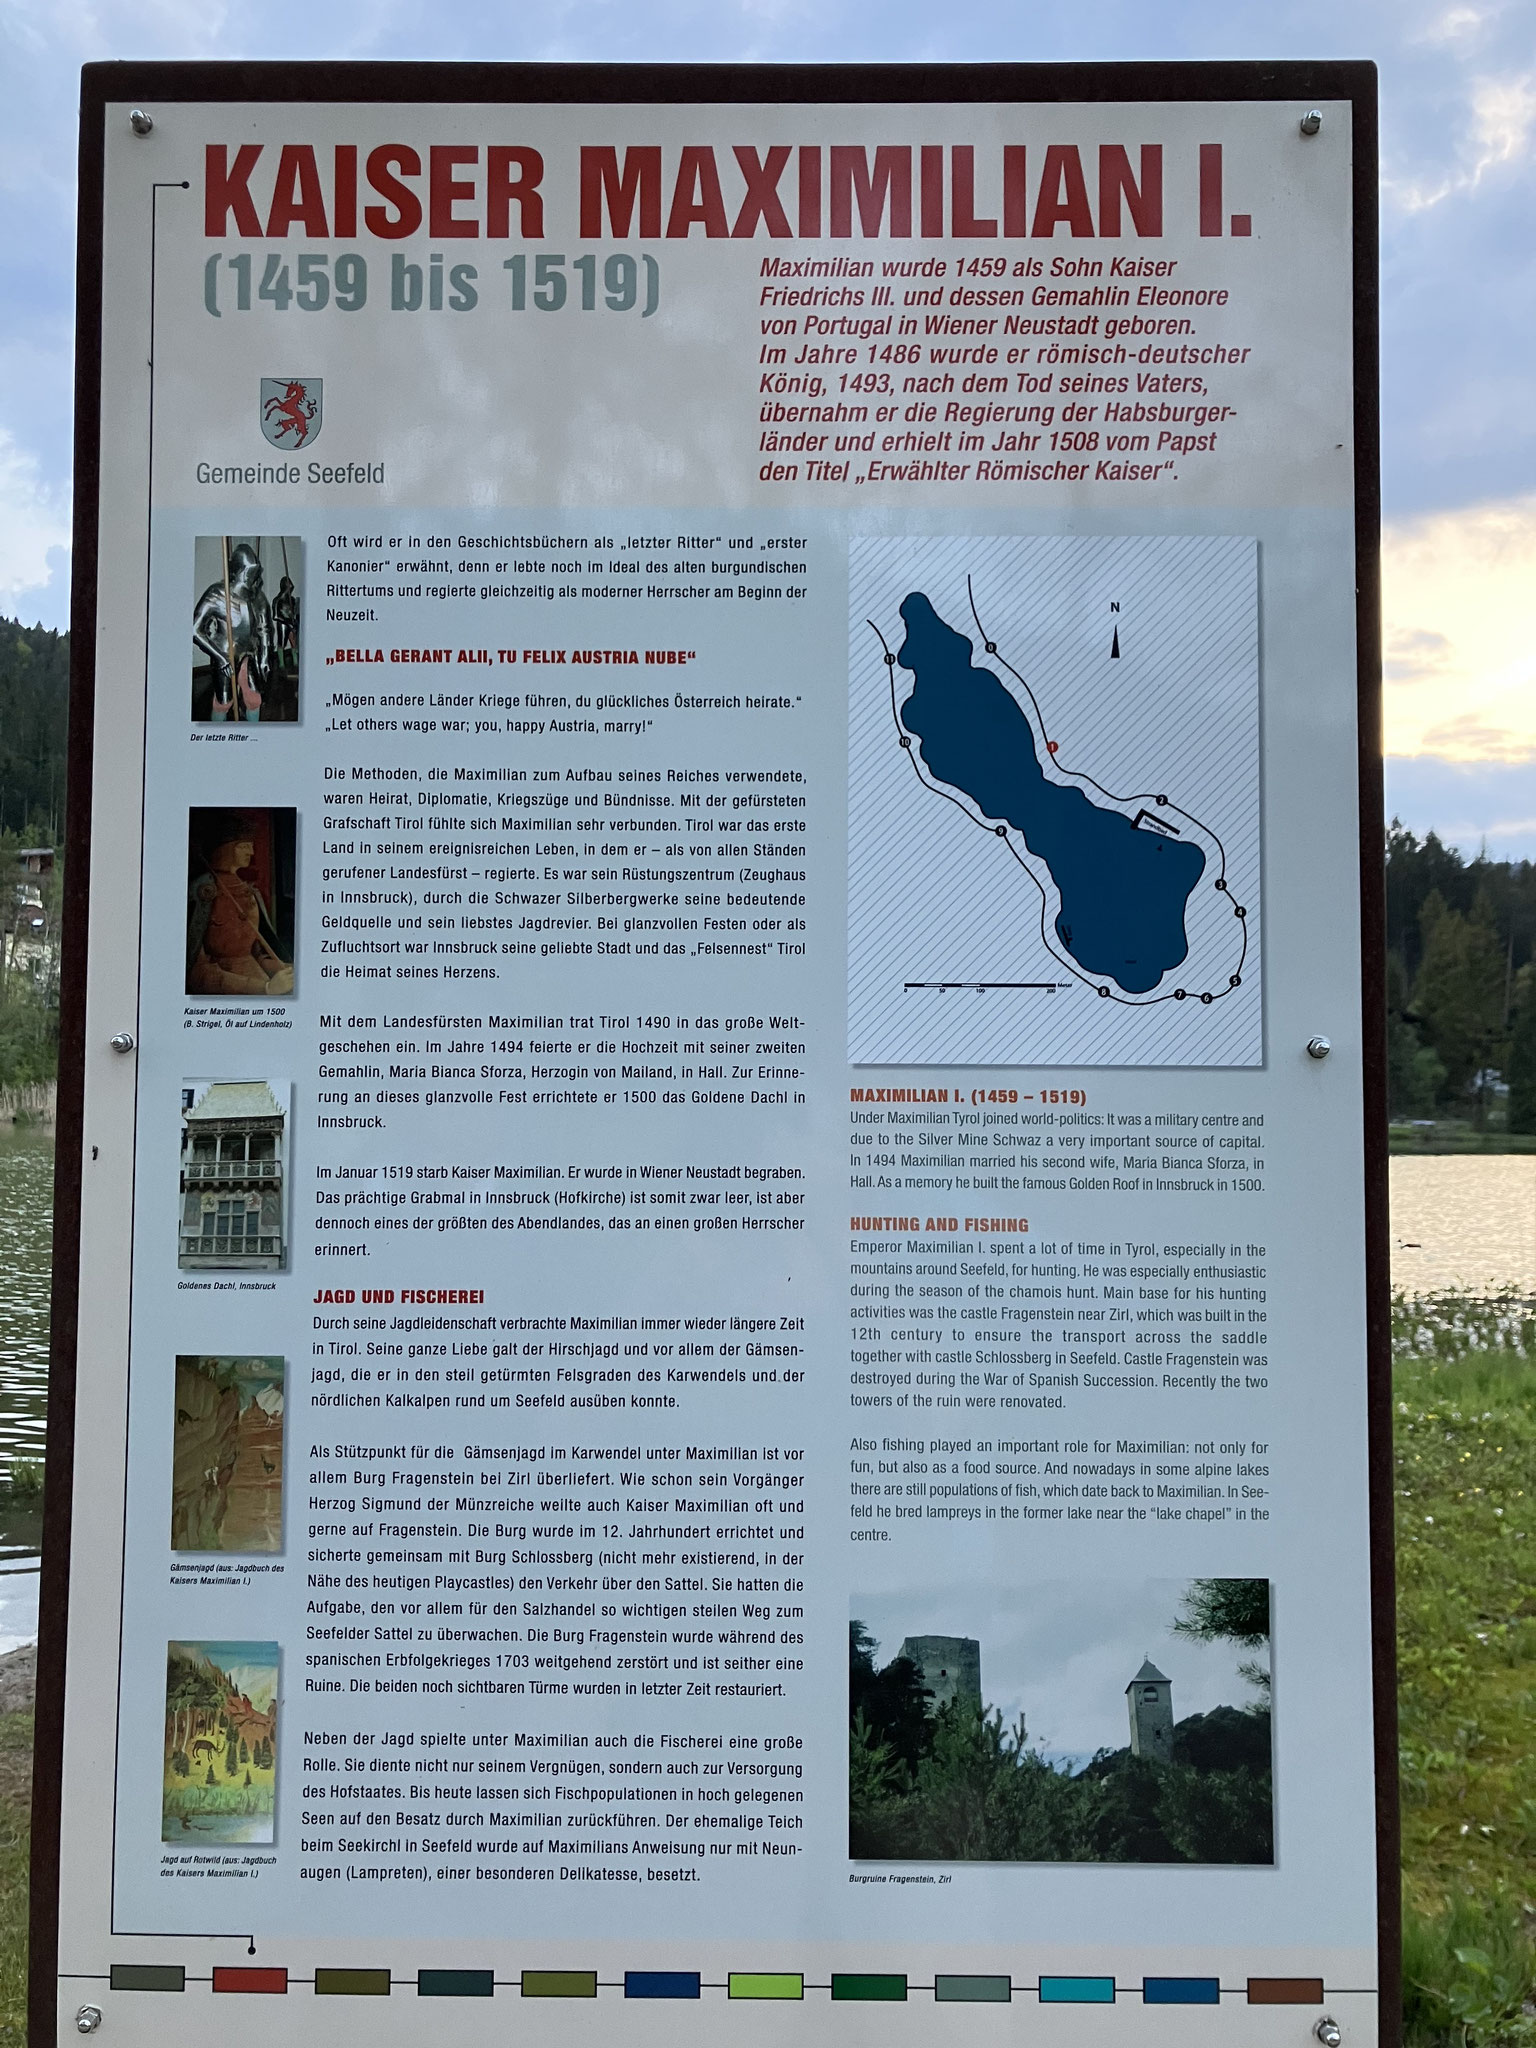 KAISER MAXIMILIAN I.
(1459 bis 1519)
Maximilian wurde 1459 als Sohn Kaiser
Friedrichs III. und dessen Gemahlin Eleonore
von Portugal in Wiener Neustadt geboren.
Im Jahre 1486 wurde er römisch-deutscher
König, 1493, nach dem Tod seines Vaters,
übernahm er die Regierung der Habsburger-
länder und erhielt im Jahr 1508 vom Papst
den Titel „Erwählter Römischer Kaiser“.
Gemeinde Seefeld
Oft wird er in den Geschichtsbüchern als „letzter Ritter“ und „erster
Kanonier“ erwähnt, denn er lebte noch im Ideal des alten burgundischen
Rittertums und regierte gleichzeitig als moderner Herrscher am Beginn der
Neuzeit.
„BELLA GERANT ALII, TU FELIX AUSTRIA NUBE“
„Mögen andere Länder Kriege führen, du glückliches Österreich heirate.“
„Let others wage war; you, happy Austria, marry!“
Der letzte Ritter ...
Die Methoden, die Maximilian zum Aufbau seines Reiches verwendete,
waren Heirat, Diplomatie, Kriegszüge und Bündnisse. Mit der gefürsteten
Grafschaft Tirol fühlte sich Maximilian sehr verbunden. Tirol war das erste
Land in seinem ereignisreichen Leben, in dem er – als von allen Ständen
gerufener Landesfürst – regierte. Es war sein Rüstungszentrum (Zeughaus
in Innsbruck), durch die Schwazer Silberbergwerke seine bedeutende
Geldquelle und sein liebstes Jagdrevier. Bei glanzvollen Festen oder als
Zufluchtsort war Innsbruck seine geliebte Stadt und das „Felsennest“ Tirol
die Heimat seines Herzens.
Kaiser Maximilian um 1500
(B. Strigel, Öl auf Lindenholz)
Mit dem Landesfürsten Maximilian trat Tirol 1490 in das große Welt-
geschehen ein. Im Jahre 1494 feierte er die Hochzeit mit seiner zweiten
Gemahlin, Maria Bianca Sforza, Herzogin von Mailand, in Hall. Zur Erinne-
rung an dieses glanzvolle Fest errichtete er 1500 das Goldene Dachl in
Innsbruck.
Im Januar 1519 starb Kaiser Maximilian. Er wurde in Wiener Neustadt begraben.
Das prächtige Grabmal in Innsbruck (Hofkirche) ist somit zwar leer, ist aber
dennoch eines der größten des Abendlandes, das an einen großen Herrscher
erinnert.
Goldenes Dachl, Innsbruck
JAGD UND FISCHEREI
Durch seine Jagdleidenschaft verbrachte Maximilian immer wieder längere Zeit
in Tirol. Seine ganze Liebe galt der Hirschjagd und vor allem der Gämsen-
jagd, die er in den steil getürmten Felsgraden des Karwendels und der
nördlichen Kalkalpen rund um Seefeld ausüben konnte.
Als Stützpunkt für die Gämsenjagd im Karwendel unter Maximilian ist vor
allem Burg Fragenstein bei Zirl überliefert. Wie schon sein Vorgänger
Herzog Sigmund der Münzreiche weilte auch Kaiser Maximilian oft und
gerne auf Fragenstein. Die Burg wurde im 12. Jahrhundert errichtet und
sicherte gemeinsam mit Burg Schlossberg (nicht mehr existierend, in der
Nähe des heutigen Playcastles) den Verkehr über den Sattel. Sie hatten die
Aufgabe, den vor allem für den Salzhandel so wichtigen steilen Weg zum
Seefelder Sattel zu überwachen. Die Burg Fragenstein wurde während des
spanischen Erbfolgekrieges 1703 weitgehend zerstört und ist seither eine
Ruine. Die beiden noch sichtbaren Türme wurden in letzter Zeit restauriert.
Gämsenjagd (aus: Jagdbuch des
Kaisers Maximilian I.)
Neben der Jagd spielte unter Maximilian auch die Fischerei eine große
Rolle. Sie diente nicht nur seinem Vergnügen, sondern auch zur Versorgung
des Hofstaates. Bis heute lassen sich Fischpopulationen in hoch gelegenen
Seen auf den Besatz durch Maximilian zurückführen. Der ehemalige Teich
beim Seekirchl in Seefeld wurde auf Maximilians Anweisung nur mit Neun-
augen (Lampreten), einer besonderen Delikatesse, besetzt.
Jagd auf Rotwild (aus: Jagdbuch
des Kaisers Maximilian I.)
N
0
11
1
10
2
Strandbad
9
3
4
5
8
7
6
0 50 100 200 Meter
MAXIMILIAN I. (1459 – 1519)
Under Maximilian Tyrol joined world-politics: It was a military centre and
due to the Silver Mine Schwaz a very important source of capital.
In 1494 Maximilian married his second wife, Maria Bianca Sforza, in
Hall. As a memory he built the famous Golden Roof in Innsbruck in 1500.
HUNTING AND FISHING
Emperor Maximilian I. spent a lot of time in Tyrol, especially in the
mountains around Seefeld, for hunting. He was especially enthusiastic
during the season of the chamois hunt. Main base for his hunting
activities was the castle Fragenstein near Zirl, which was built in the
12th century to ensure the transport across the saddle
together with castle Schlossberg in Seefeld. Castle Fragenstein was
destroyed during the War of Spanish Succession. Recently the two
towers of the ruin were renovated.
Also fishing played an important role for Maximilian: not only for
fun, but also as a food source. And nowadays in some alpine lakes
there are still populations of fish, which date back to Maximilian. In See-
feld he bred lampreys in the former lake near the “lake chapel” in the
centre.
Burgruine Fragenstein, Zirl